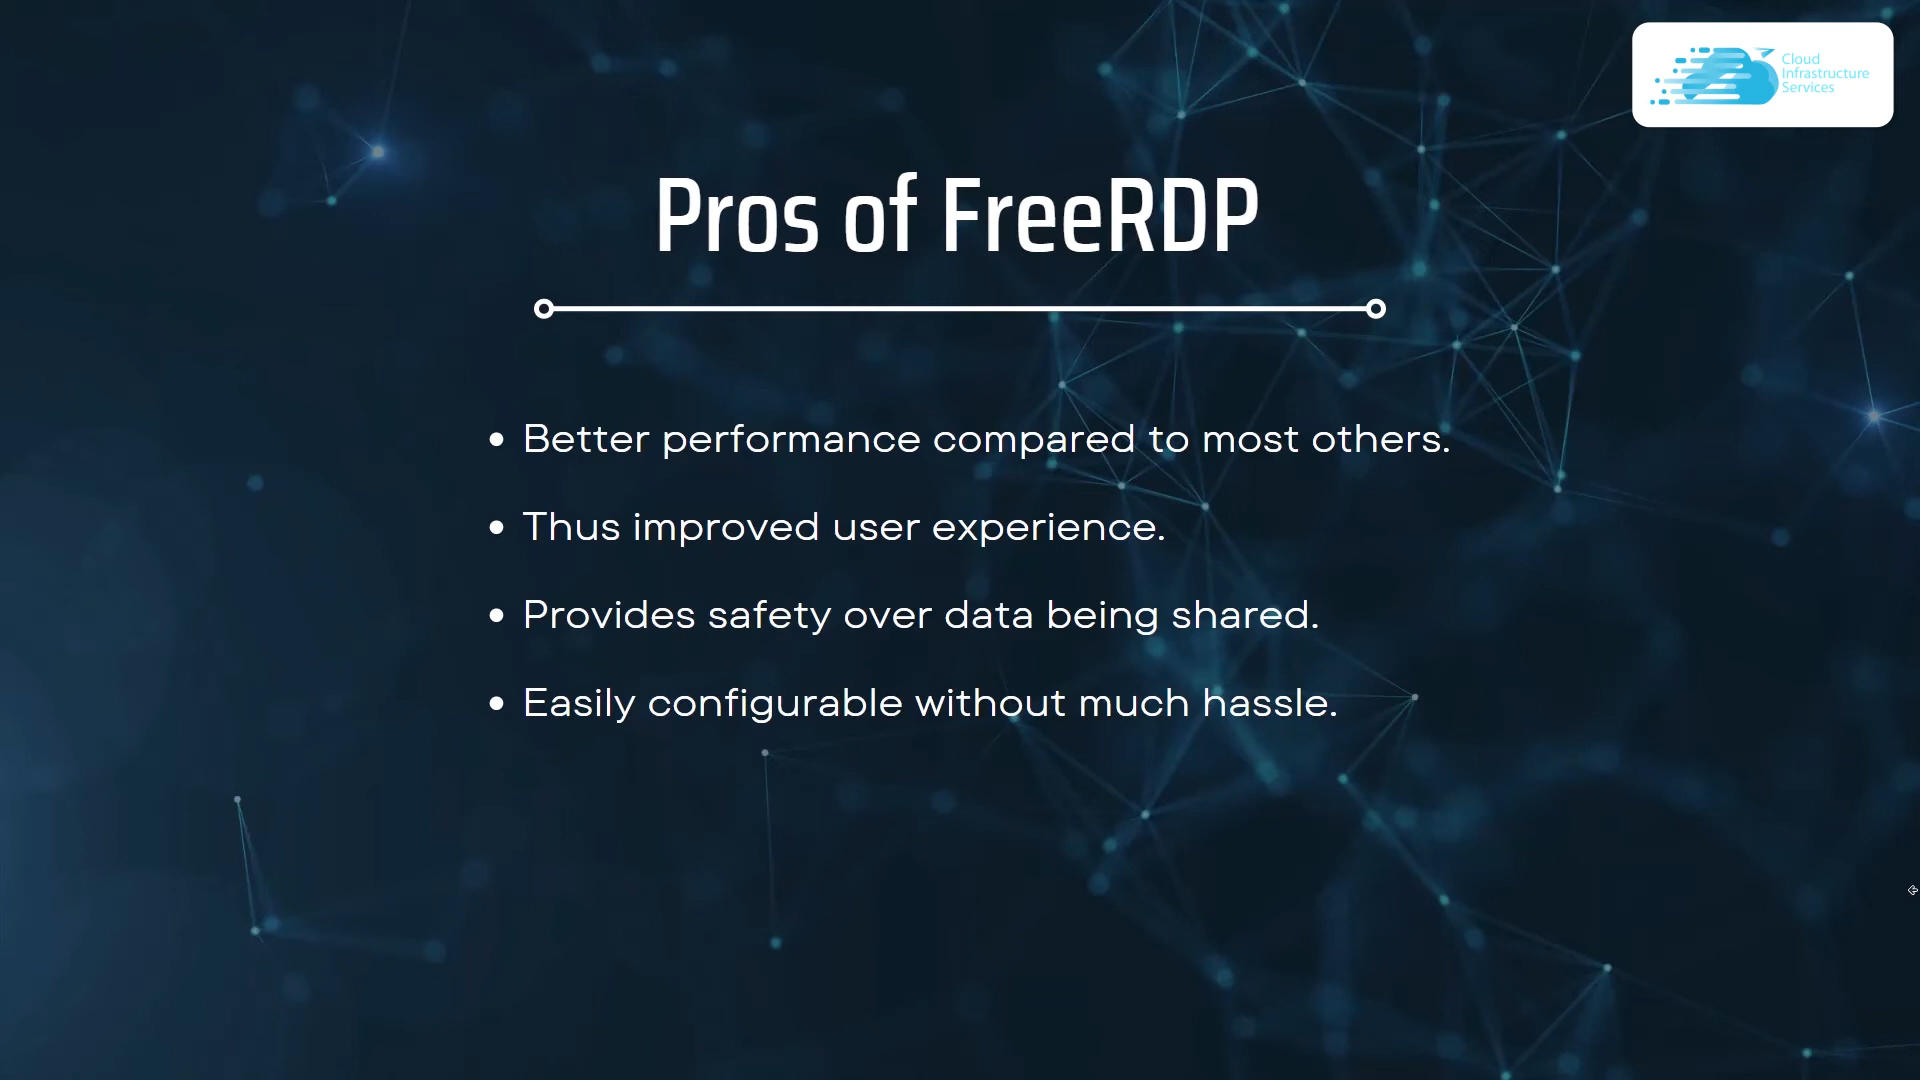 Cloud
Infrastructure
Services
Pros of FreeRDP
• Better performance compared to most others.
• Thus improved user experience.
• Provides safety over data being shared.
• Easily configurable without much hassle.